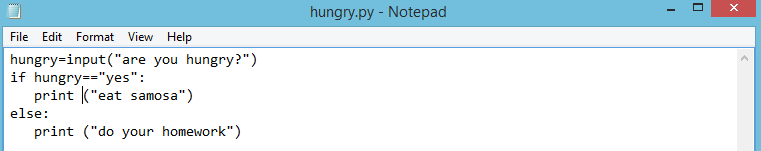 hungry.py - Notepad
File Edit Format View Help
hungry=input("are you hungry?")
if hungry=="yes":
   print ("eat samosa")
else:
   print ("do your homework")